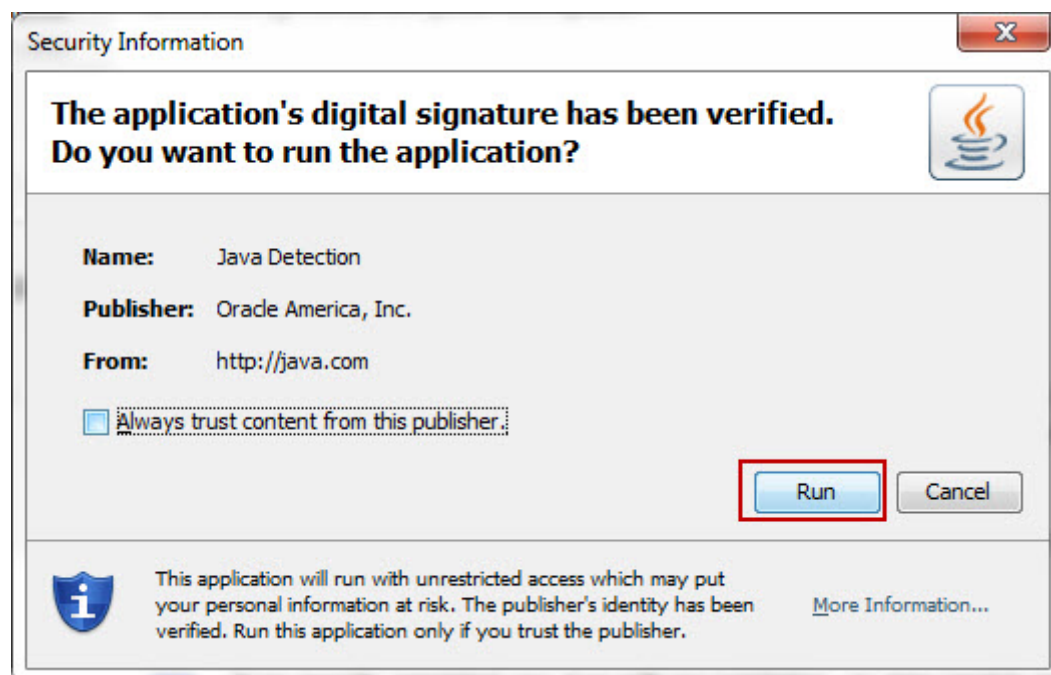 Security Information
The application's digital signature has been verified.
Do you want to run the application?
Name: Java Detection
Publisher: Oracle America, Inc.
From: http://java.com
Always trust content from this publisher.
Run Cancel
This application will run with unrestricted access which may put
your personal information at risk. The publisher's identity has been
verified. Run this application only if you trust the publisher.
More Information...